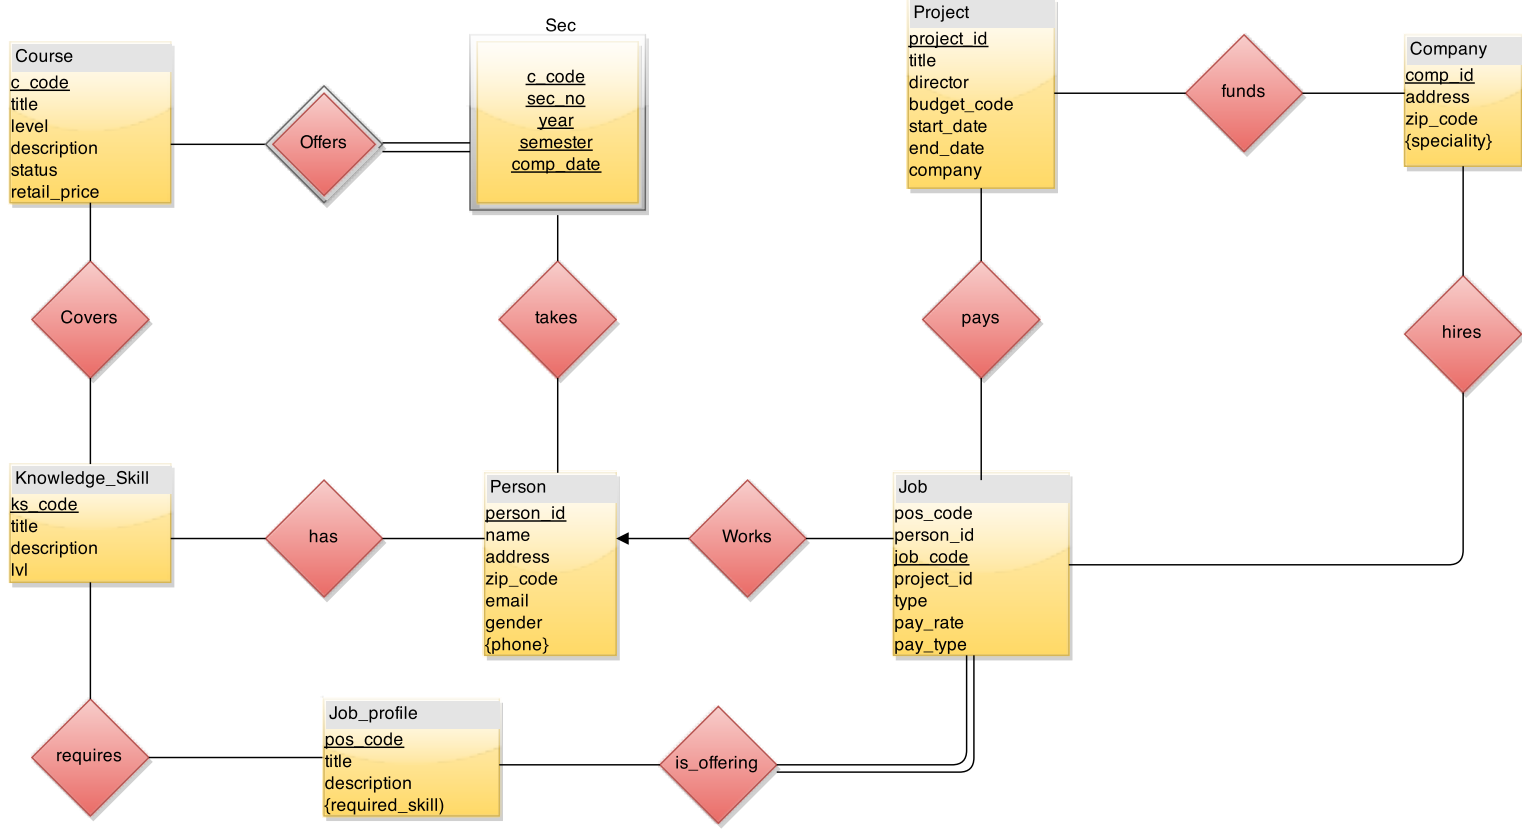 Course
c_code
title
level
description
status
retail_price
Offers
Sec
c_code
sec_no
year
semester
comp_date
Project
project_id
title
director
budget_code
start_date
end_date
company
funds
Company
comp_id
address
zip_code
{speciality}
Covers
takes
pays
hires
Knowledge_Skill
ks_code
title
description
lvl
has
Person
person_id
name
address
zip_code
email
gender
{phone}
Works
Job
pos_code
person_id
job_code
project_id
type
pay_rate
pay_type
requires
Job_profile
pos_code
title
description
{required_skill)
is_offering